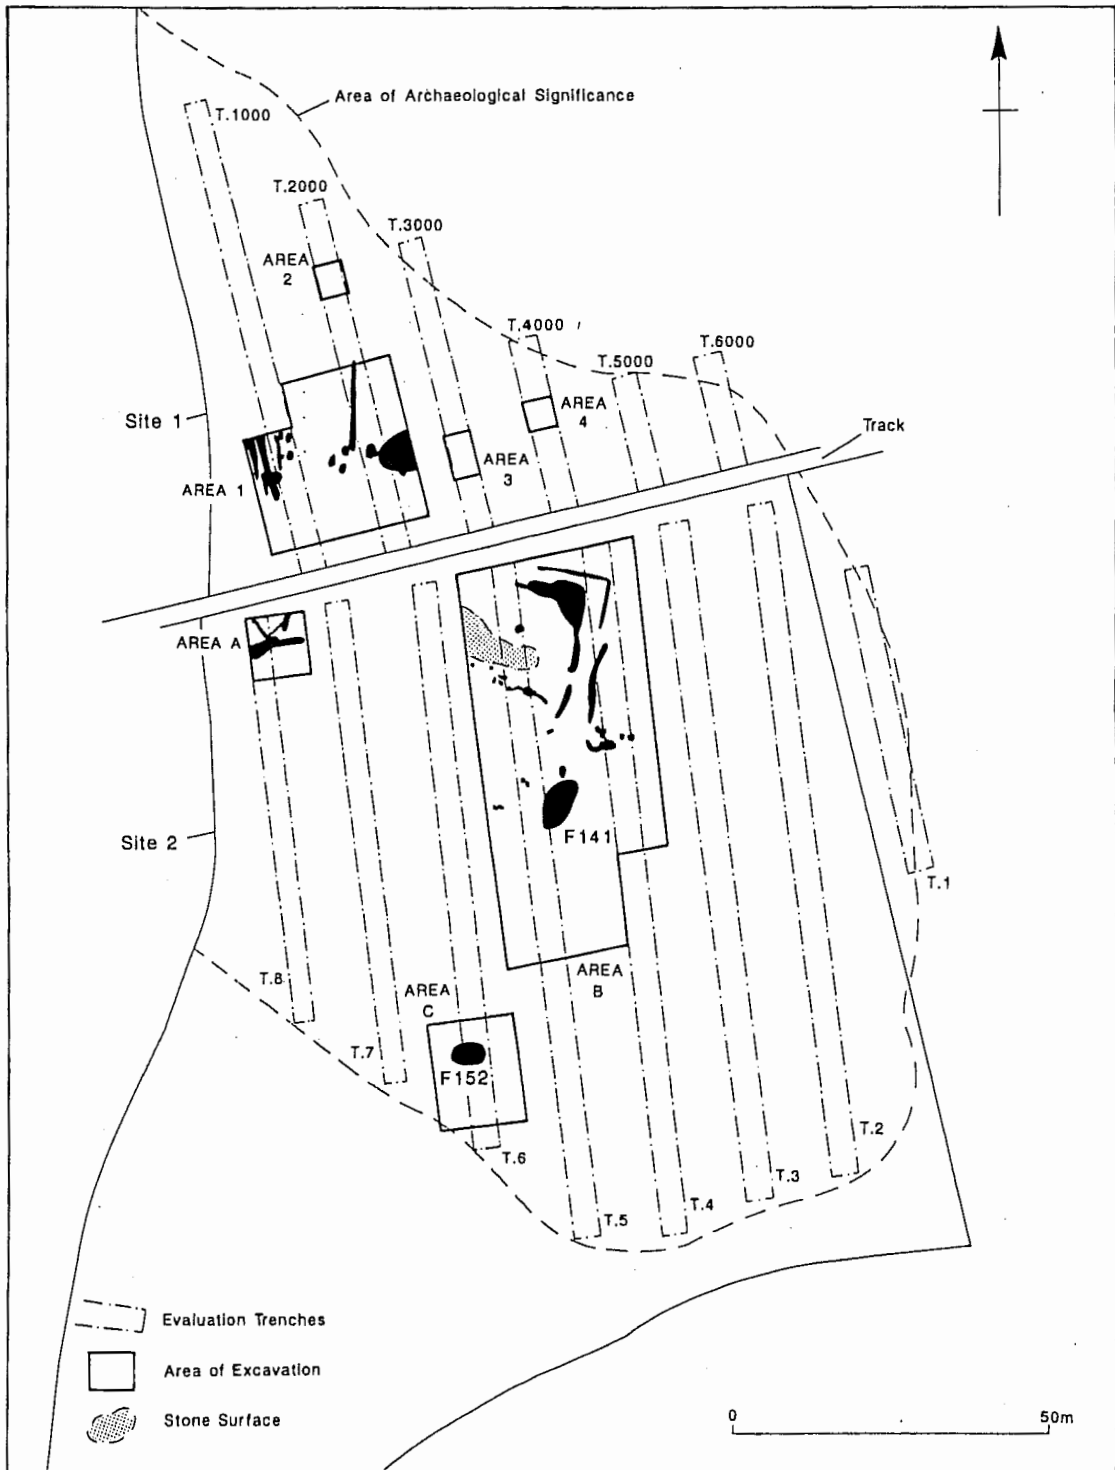 Area of Archaeological Significance
T.1000
T.2000
T.3000
AREA
2
T.4000
T.5000
T.6000
Site 1
AREA
4
Track
AREA 1
AREA
3
AREA A
Site 2
F141
T.1
T.8
AREA
C
AREA
B
T.7
F152
T.6
T.5
T.4
T.3
T.2
Evaluation Trenches
Area of Excavation
Stone Surface
0
50m